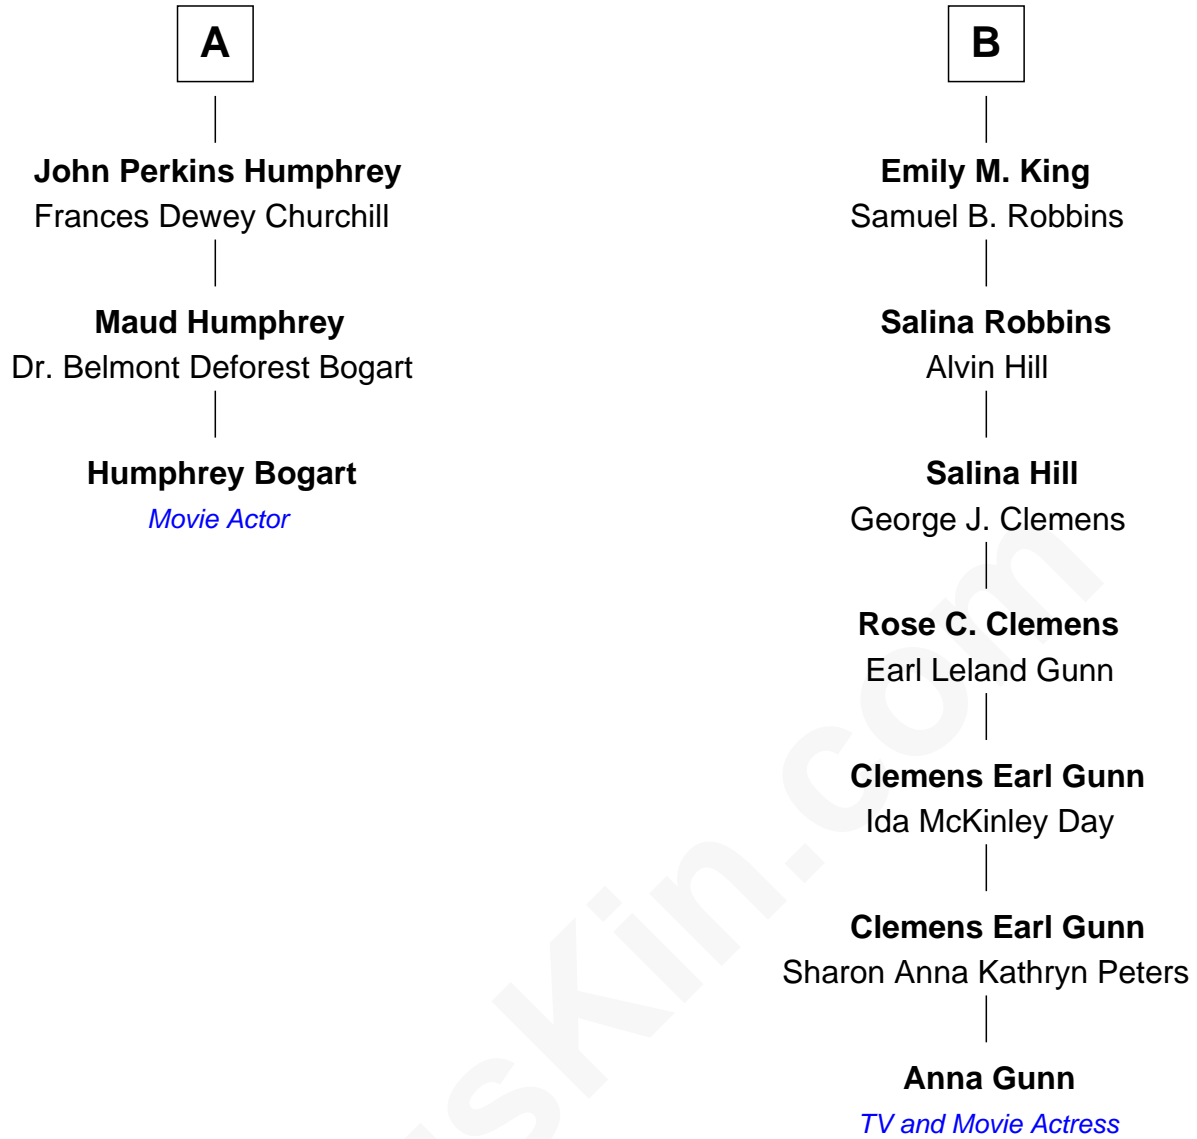 A
John Perkins Humphrey
Frances Dewey Churchill
Maud Humphrey
Dr. Belmont Deforest Bogart
Humphrey Bogart
Movie Actor
B
Emily M. King
Samuel B. Robbins
Salina Robbins
Alvin Hill
Salina Hill
George J. Clemens
Rose C. Clemens
Earl Leland Gunn
Clemens Earl Gunn
Ida McKinley Day
Clemens Earl Gunn
Sharon Anna Kathryn Peters
Anna Gunn
TV and Movie Actress
sKin.com